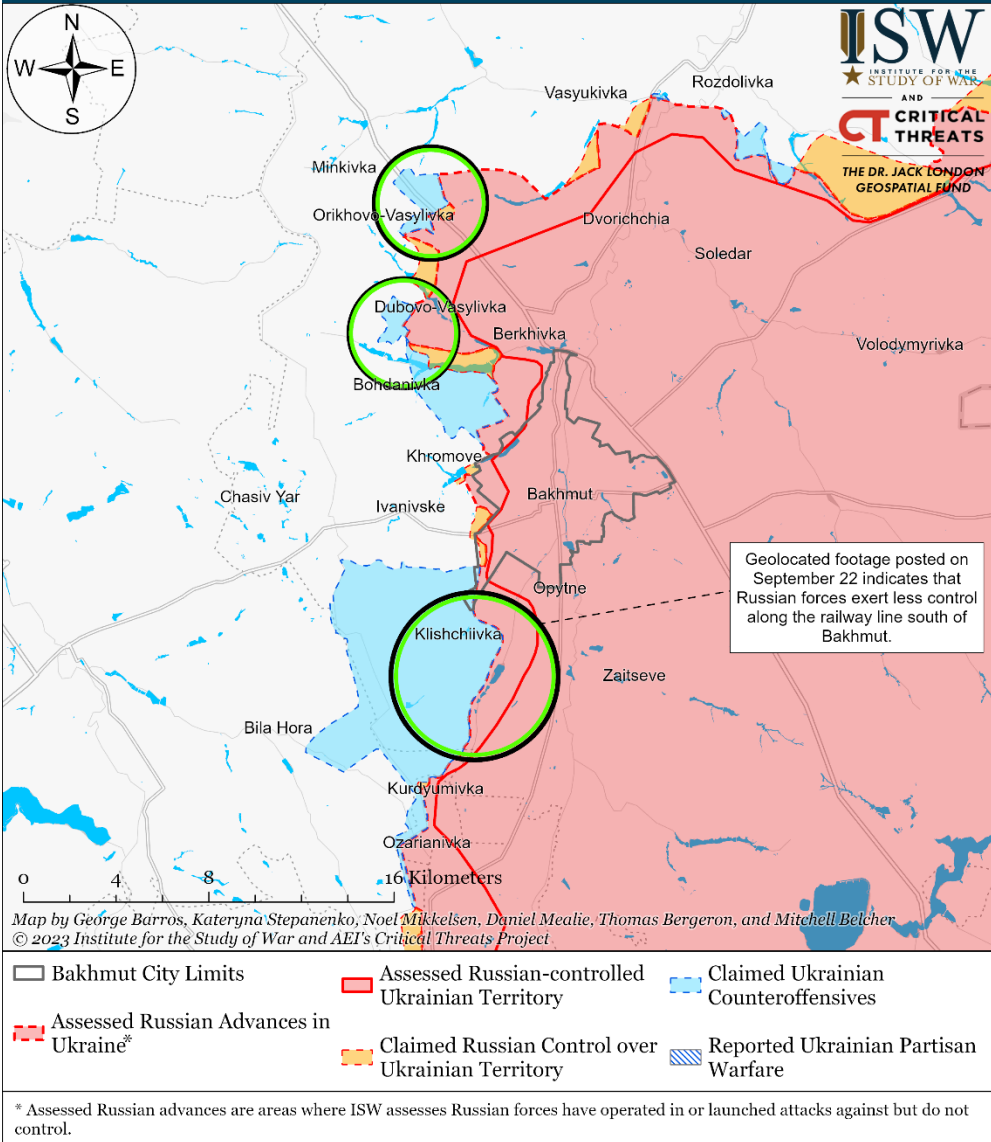 N
W E
S
ISW
INSTITUTE FOR THE
STUDY OF WAR
AND
CT CRITICAL
THREATS
THE DR. JACK LONDON
GEOSPATIAL FUND
Rozdolivka
Vasyukivka
Minkivka
Orikhovo-Vasylivka
Dvorichchia
Soledar
Dubovo-Vasylivka
Berkhivka
Volodymyrivka
Bohdanivka
Khromove
Chasiv Yar
Ivanivske
Bakhmut
Geolocated footage posted on
September 22 indicates that
Russian forces exert less control
along the railway line south of
Bakhmut.
Opytne
Klishchiivka
Zaitseve
Bila Hora
Kurdyumivka
Ozarianivka
0 4 8 16 Kilometers
Map by George Barros, Kateryna Stepanenko, Noel Mikkelsen, Daniel Mealie, Thomas Bergeron, and Mitchell Belcher
© 2023 Institute for the Study of War and AEI's Critical Threats Project
Bakhmut City Limits
Assessed Russian Advances in
Ukraine*
Assessed Russian-controlled
Ukrainian Territory
Claimed Russian Control over
Ukrainian Territory
Claimed Ukrainian
Counteroffensives
Reported Ukrainian Partisan
Warfare
* Assessed Russian advances are areas where ISW assesses Russian forces have operated in or launched attacks against but do not
control.